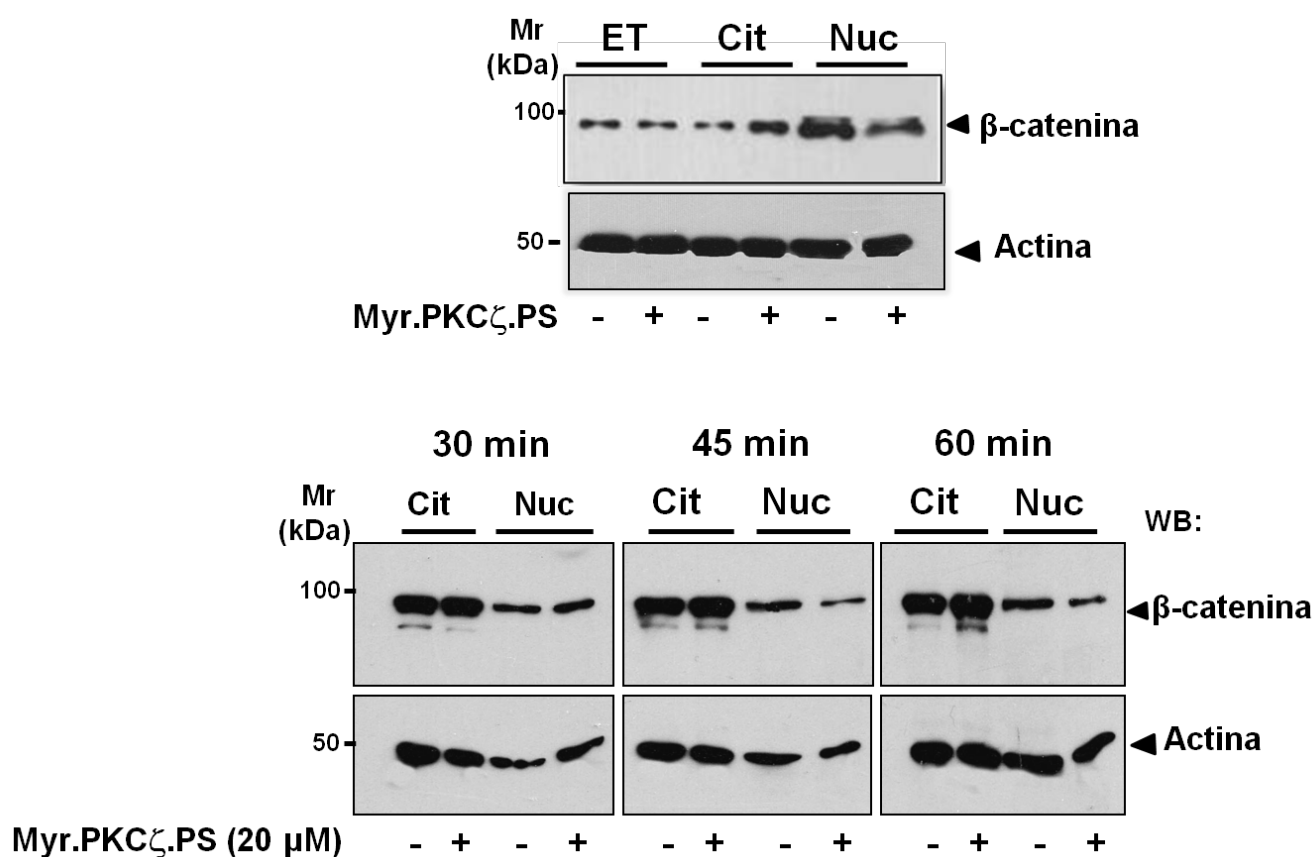 Mr
(kDa)
ET Cit Nuc
100
β-catenina
50
Actina
Myr.PKCζ.PS - + - + - +
30 min 45 min 60 min
Mr
(kDa)
Cit Nuc Cit Nuc Cit Nuc
WB:
100
β-catenina
50
Actina
Myr.PKCζ.PS (20 μM) - + - + - + - + - + - +